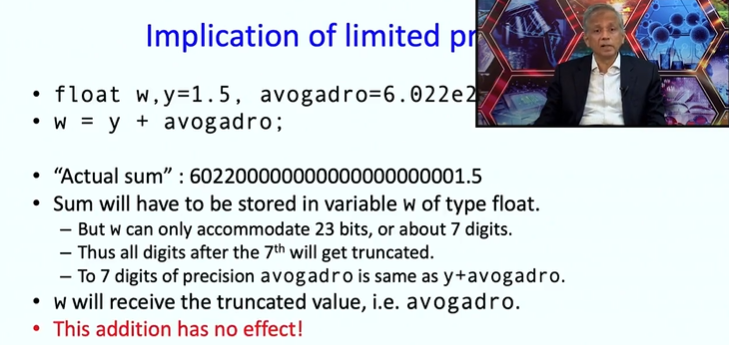 Implication of limited pr
• float w,y=1.5, avogadro=6.022e2
• w = y + avogadro;
• “Actual sum” : 602200000000000000000001.5
• Sum will have to be stored in variable w of type float.
– But w can only accommodate 23 bits, or about 7 digits.
– Thus all digits after the 7th will get truncated.
– To 7 digits of precision avogadro is same as y+avogadro.
• w will receive the truncated value, i.e. avogadro.
• This addition has no effect!